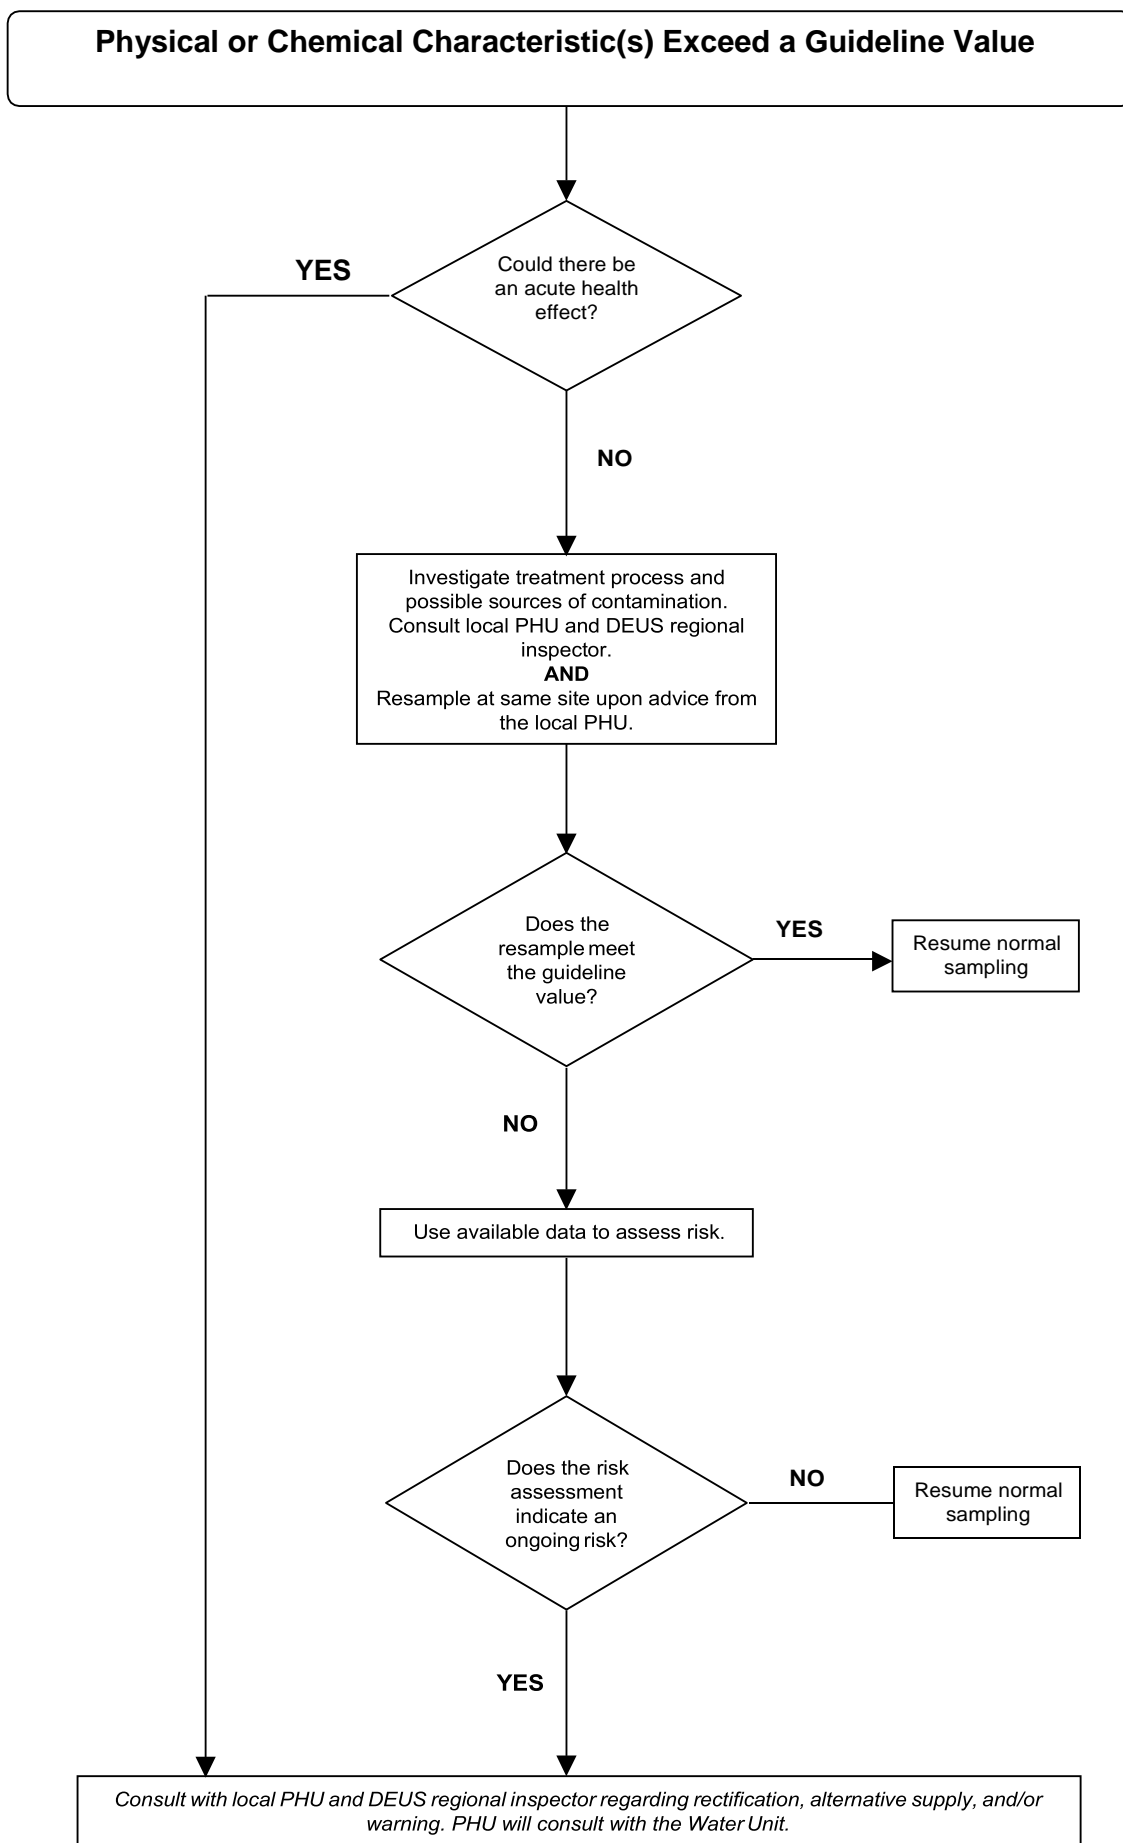 Physical or Chemical Characteristic(s) Exceed a Guideline Value
Could there be
an acute health
effect?
YES
NO
Investigate treatment process and
possible sources of contamination.
Consult local PHU and DEUS regional
inspector.
AND
Resample at same site upon advice from
the local PHU.
Does the
resample meet
the guideline
value?
YES
Resume normal
sampling
NO
Use available data to assess risk.
Does the risk
assessment
indicate an
ongoing risk?
NO
Resume normal
sampling
YES
Consult with local PHU and DEUS regional inspector regarding rectification, alternative supply, and/or
warning. PHU will consult with the Water Unit.